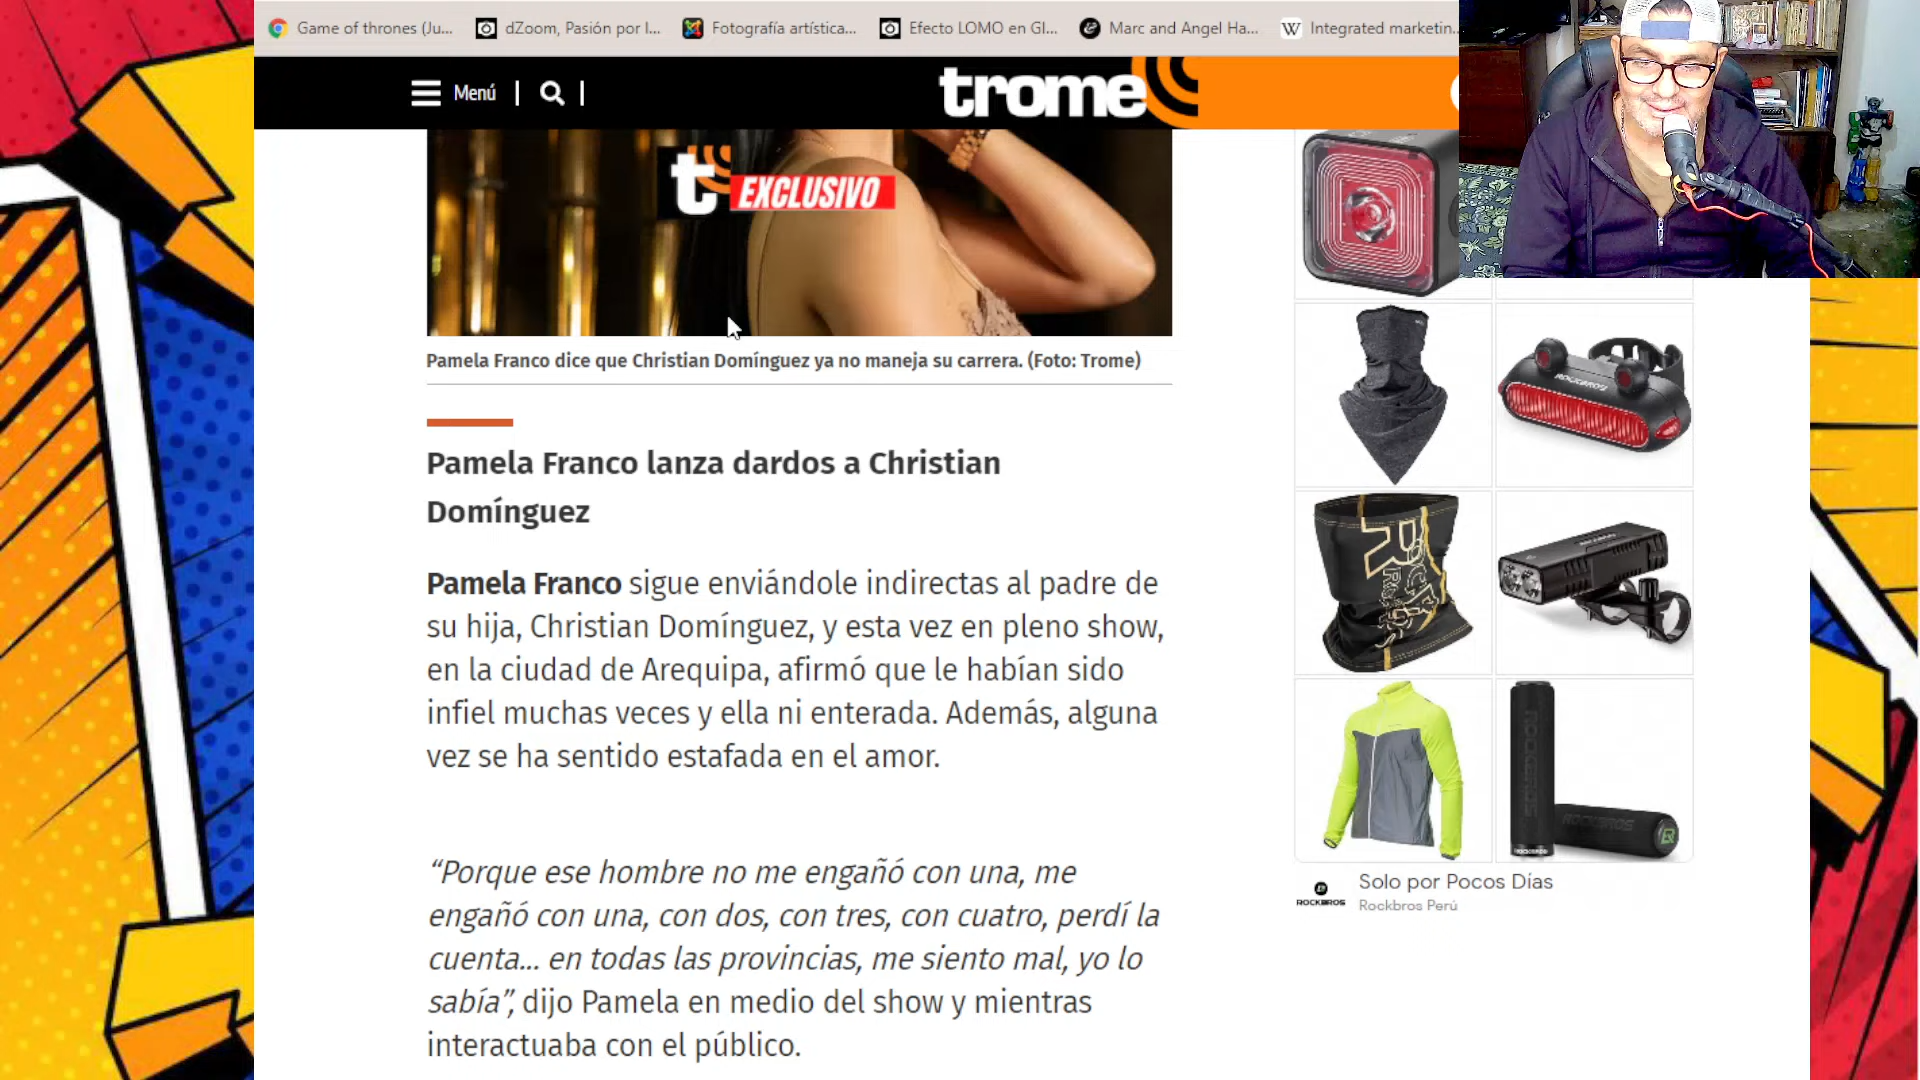 Game of thrones (Ju...
dZoom, Pasión por l...
Fotografía artística...
Efecto LOMO en GI...
Marc and Angel Ha...
W Integrated marketin...
Menú
trome
t EXCLUSIVO
Pamela Franco dice que Christian Domínguez ya no maneja su carrera. (Foto: Trome)
Pamela Franco lanza dardos a Christian
Domínguez
Pamela Franco sigue enviándole indirectas al padre de
su hija, Christian Domínguez, y esta vez en pleno show,
en la ciudad de Arequipa, afirmó que le habían sido
infiel muchas veces y ella ni enterada. Además, alguna
vez se ha sentido estafada en el amor.
“Porque ese hombre no me engañó con una, me
engañó con una, con dos, con tres, con cuatro, perdí la
cuenta... en todas las provincias, me siento mal, yo lo
sabía”, dijo Pamela en medio del show y mientras
interactuaba con el público.
ROCKBROS
ROCKBROS
ROCKBROS
ROCKBROS
Solo por Pocos Días
ROCKBROS
Rockbros Perú